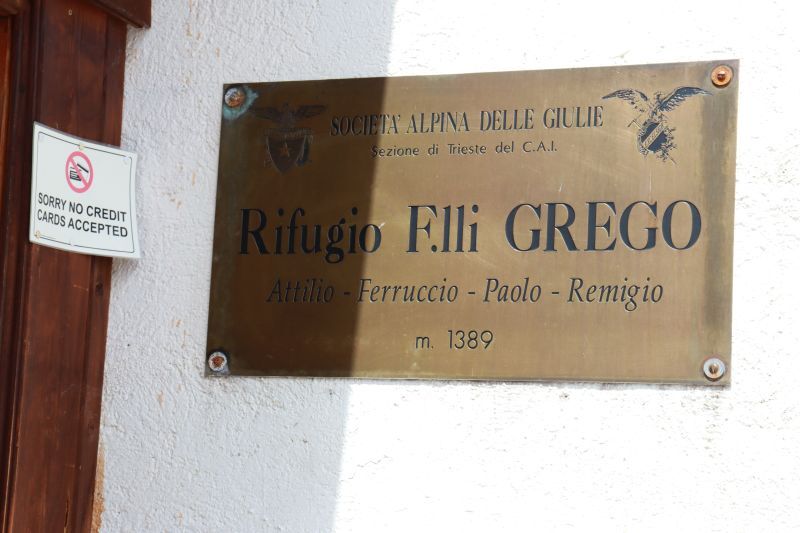 SORRY NO CREDIT
CARDS ACCEPTED
SOCIETA' ALPINA DELLE GIULIE
Sezione di Trieste del C.A.I.
Rifugio F.lli GREGO
Attilio - Ferruccio - Paolo - Remigio
m. 1389